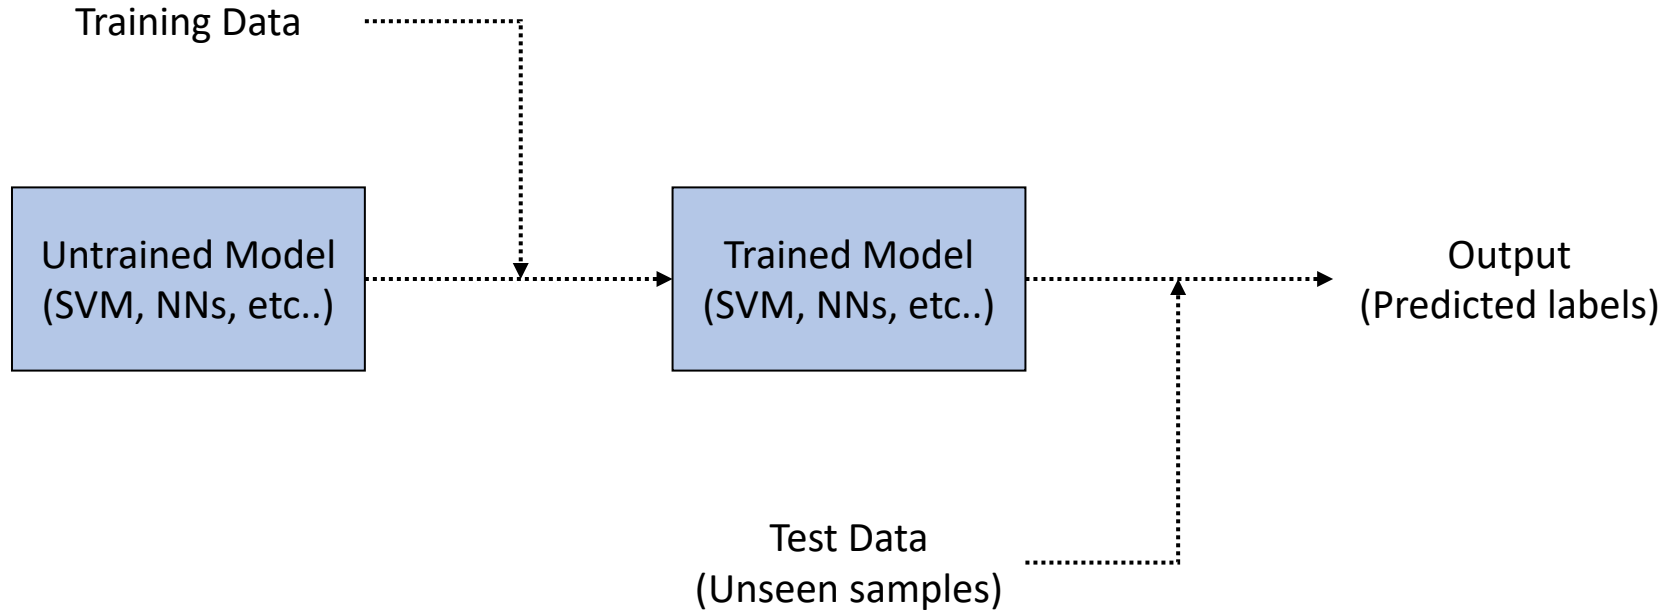 Training Data
Untrained Model
(SVM, NNs, etc..)
Trained Model
(SVM, NNs, etc..)
Output
(Predicted labels)
Test Data
(Unseen samples)